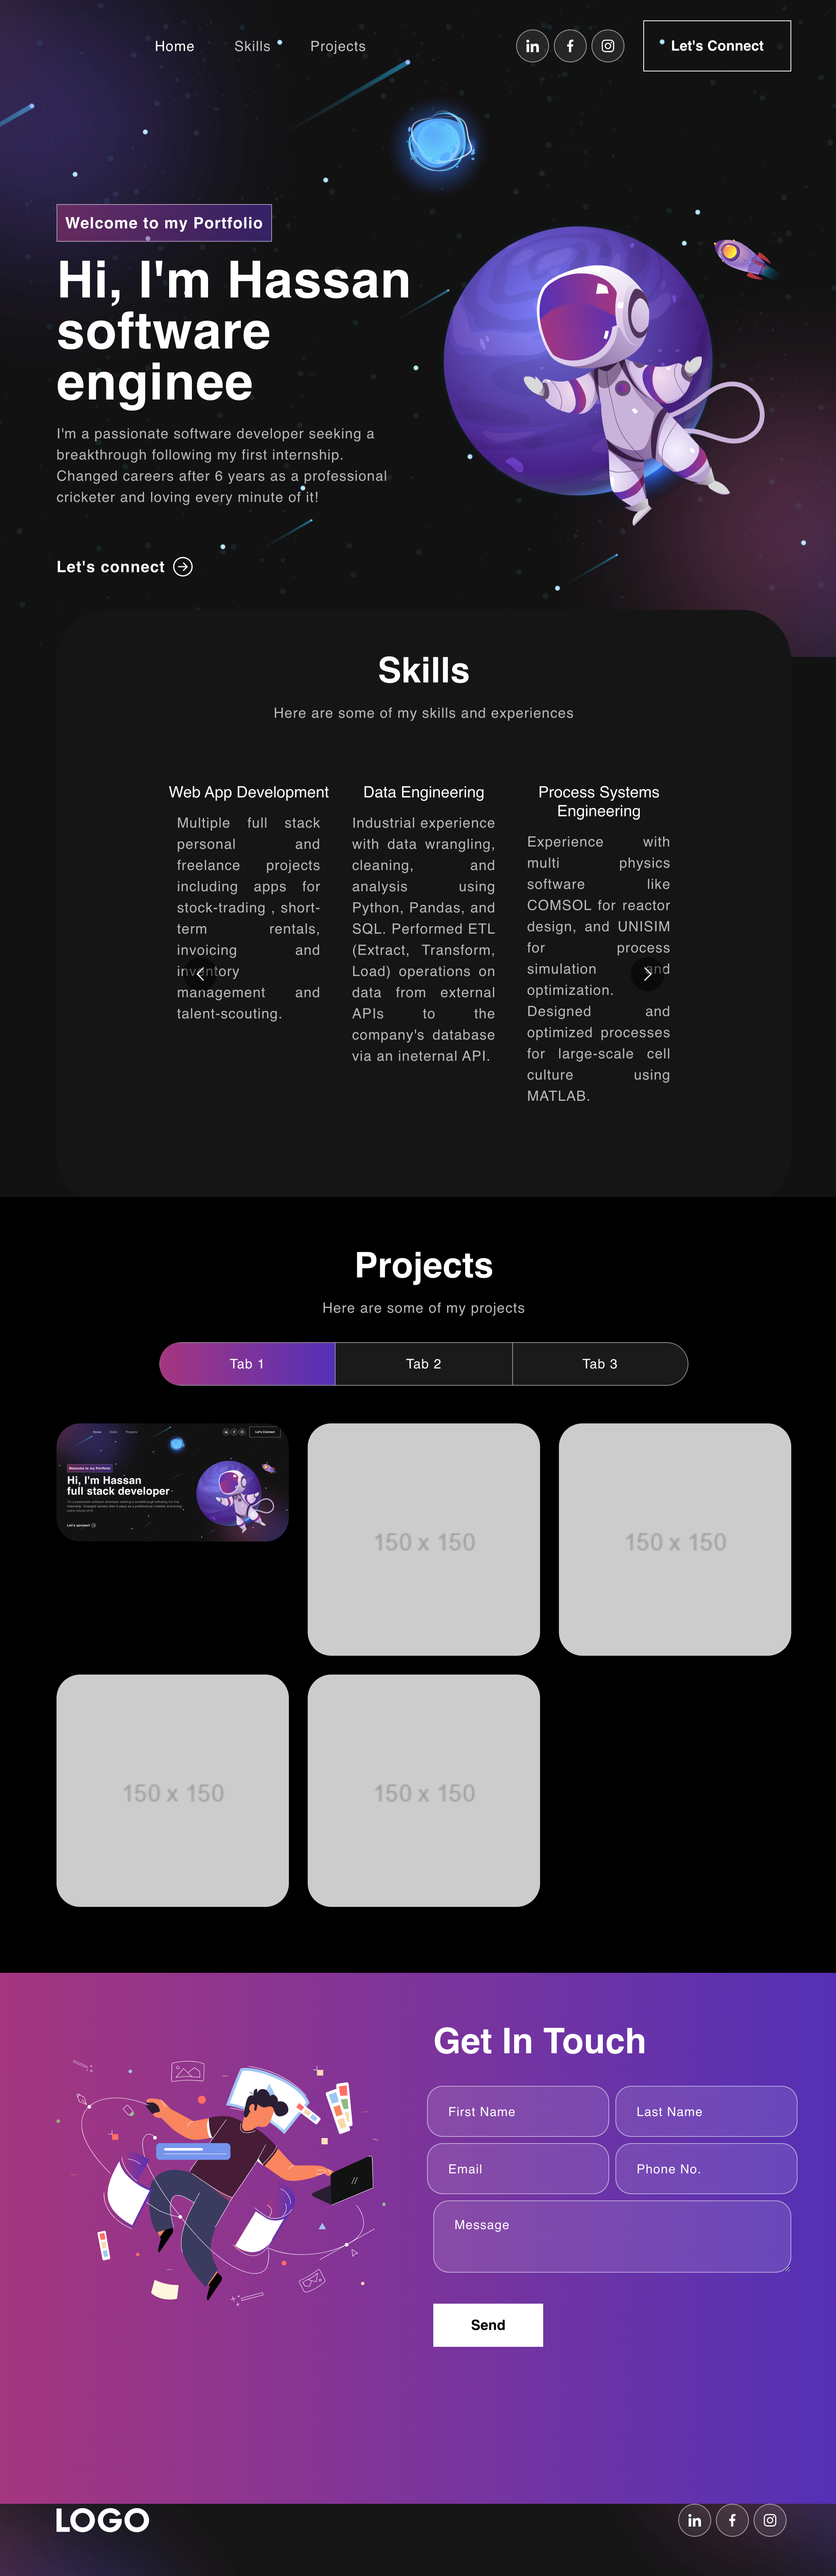 Home Skills Projects
Let's Connect
Welcome to my Portfolio
Hi, I'm Hassan
software
enginee
I'm a passionate software developer seeking a
breakthrough following my first internship.
Changed careers after 6 years as a professional
cricketer and loving every minute of it!
Let's connect
Skills
Here are some of my skills and experiences
Web App Development
Multiple full stack
personal and
freelance projects
including apps for
stock-trading , short-
term rentals,
invoicing and
inventory
management and
talent-scouting.
Data Engineering
Industrial experience
with data wrangling,
cleaning, and
analysis using
Python, Pandas, and
SQL. Performed ETL
(Extract, Transform,
Load) operations on
data from external
APIs to the
company's database
via an ineternal API.
Process Systems
Engineering
Experience with
multi physics
software like
COMSOL for reactor
design, and UNISIM
for process
simulation and
optimization.
Designed and
optimized processes
for large-scale cell
culture using
MATLAB.
Projects
Here are some of my projects
Tab 1 Tab 2 Tab 3
Home Skills Projects
Let's Connect
Welcome to my Portfolio
Hi, I'm Hassan
full stack developer
Let's connect
150 x 150
150 x 150
150 x 150
150 x 150
Get In Touch
First Name Last Name
Email Phone No.
Message
Send
LOGO